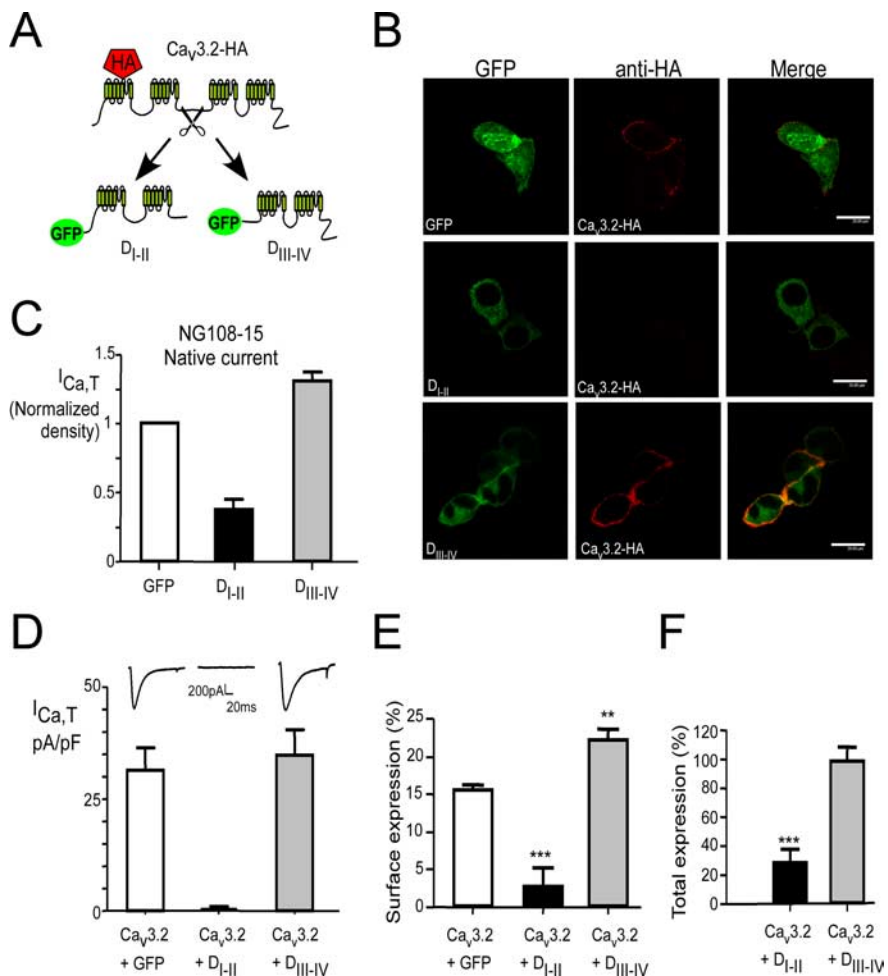 A
Cav3.2-HA
HA
GFP
DI-II
GFP
DIII-IV
B
GFP
anti-HA
Merge
GFP
Cav3.2-HA
DI-II
Cav3.2-HA
DIII-IV
Cav3.2-HA
C
NG108-15
Native current
ICa,T
(Normalized
density)
1.5
1
0.5
0
GFP
DI-II
DIII-IV
D
ICa,T
pA/pF
50
25
0
200pA
20ms
Cav3.2
+ GFP
Cav3.2
+ DI-II
Cav3.2
+ DIII-IV
E
Surface expression (%)
25
20
15
10
5
0
***
**
Cav3.2
+ GFP
Cav3.2
+ DI-II
Cav3.2
+ DIII-IV
F
Total expression (%)
120
100
80
60
40
20
0
***
Cav3.2
+ DI-II
Cav3.2
+ DIII-IV